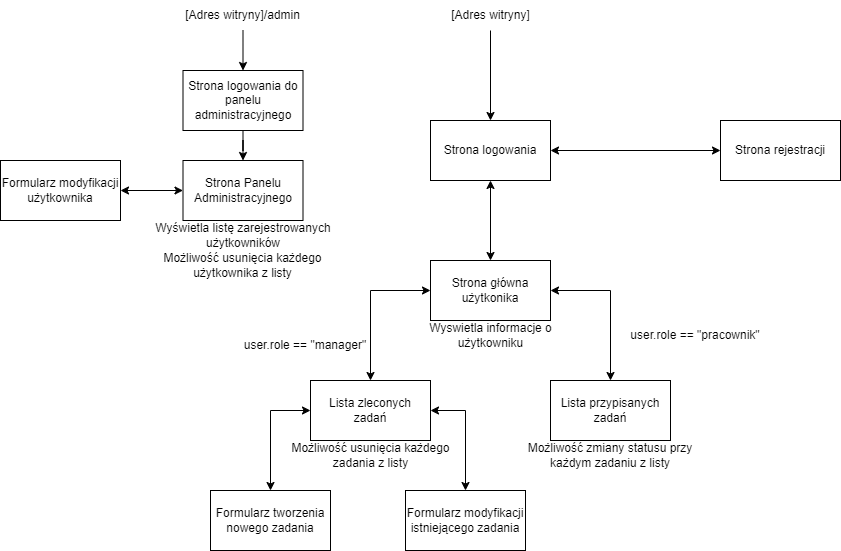 [Adres witryny]/admin
[Adres witryny]
Strona logowania do
panelu
administracyjnego
Strona logowania
Strona rejestracji
Formularz modyfikacji
użytkownika
Strona Panelu
Administracyjnego
Wyświetla listę zarejestrowanych
użytkowników
Możliwość usunięcia każdego
użytkownika z listy
Strona główna
użytkonika
Wyswietla informacje o
użytkowniku
user.role == "manager"
user.role == "pracownik"
Lista zleconych
zadań
Lista przypisanych
zadań
Możliwość usunięcia każdego
zadania z listy
Możliwość zmiany statusu przy
każdym zadaniu z listy
Formularz tworzenia
nowego zadania
Formularz modyfikacji
istniejącego zadania